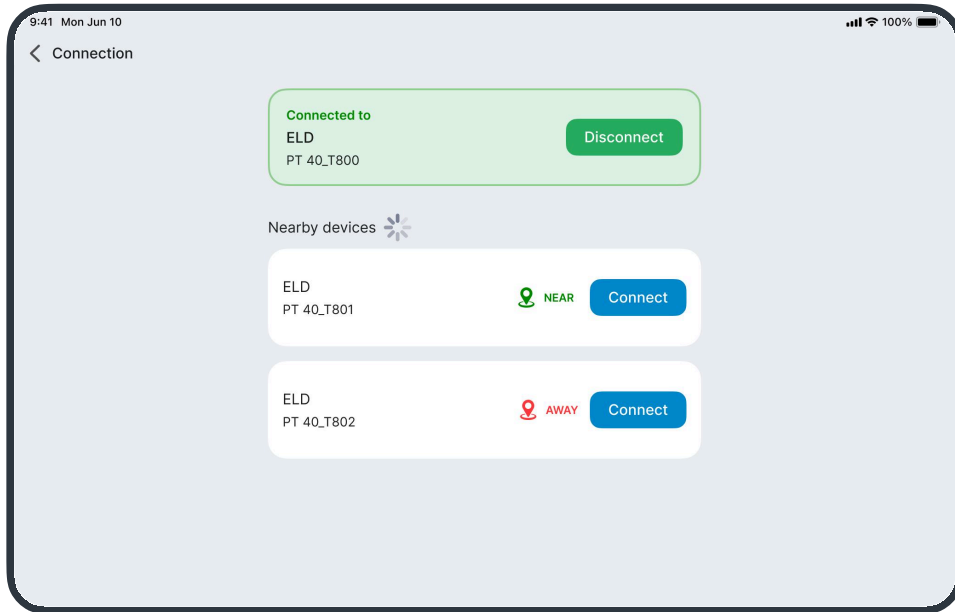 9:41 Mon Jun 10
100%
Connection
Connected to
ELD
PT 40_T800
Disconnect
Nearby devices
ELD
PT 40_T801
NEAR
Connect
ELD
PT 40_T802
AWAY
Connect